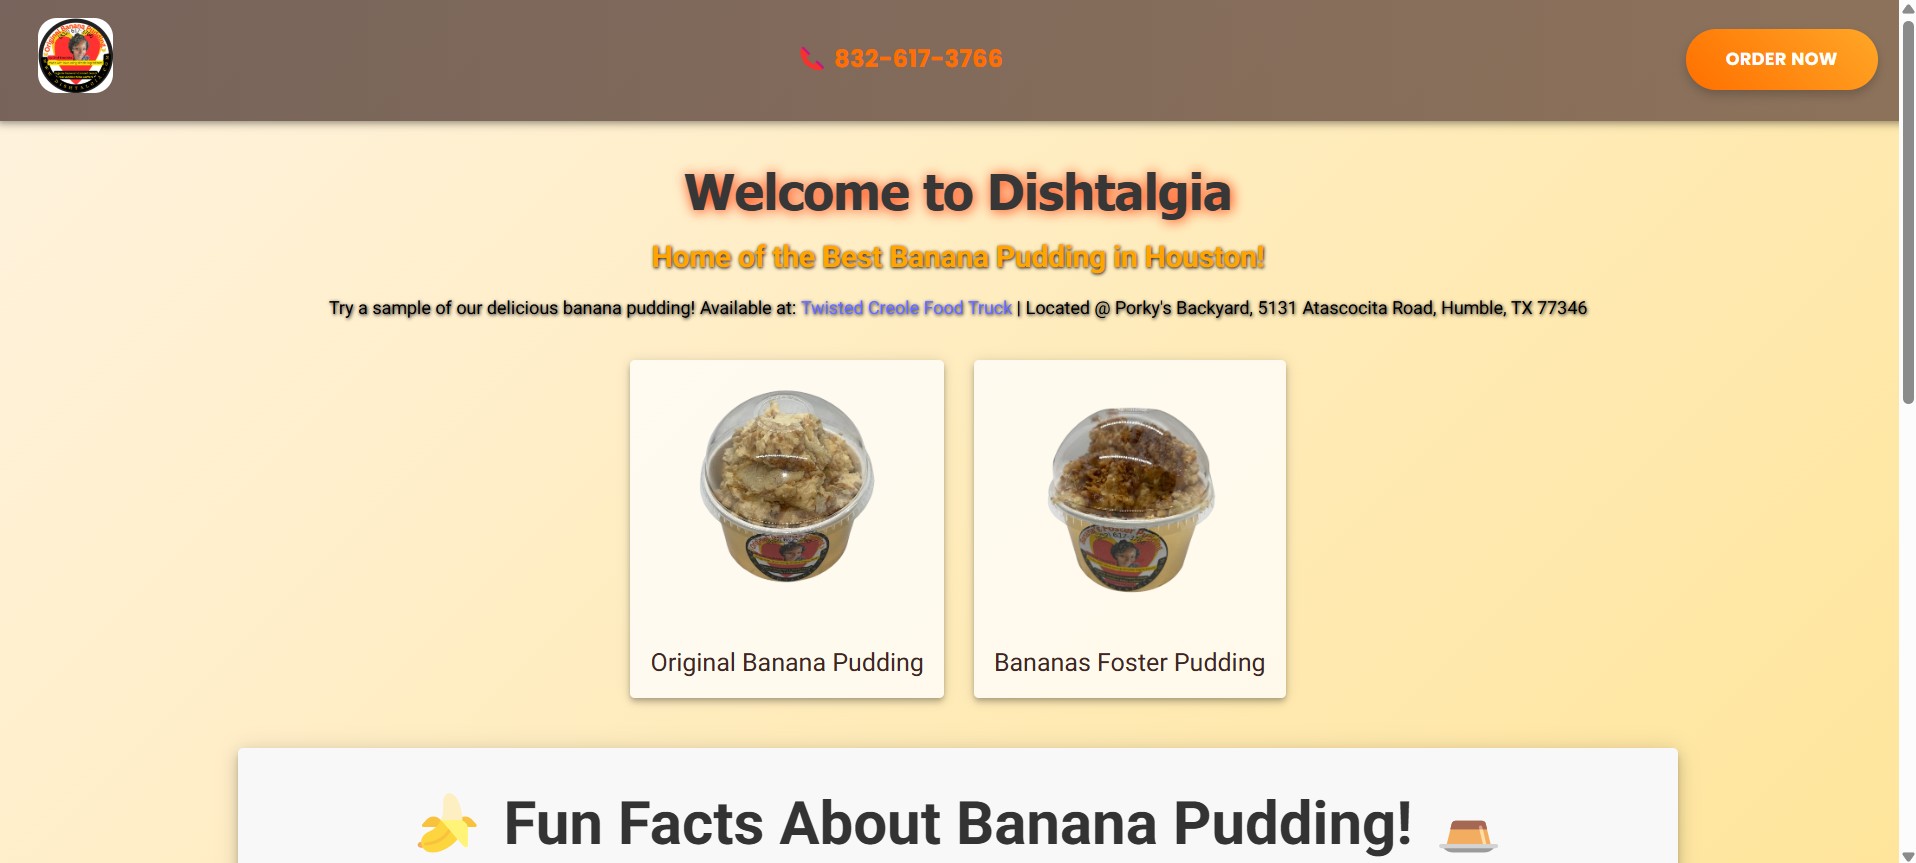 832-617-3766
ORDER NOW
Welcome to Dishtalgia
Home of the Best Banana Pudding in Houston!
Try a sample of our delicious banana pudding! Available at: Twisted Creole Food Truck | Located @ Porky's Backyard, 5131 Atascocita Road, Humble, TX 77346
Original Banana Pudding
Bananas Foster Pudding
Fun Facts About Banana Pudding!